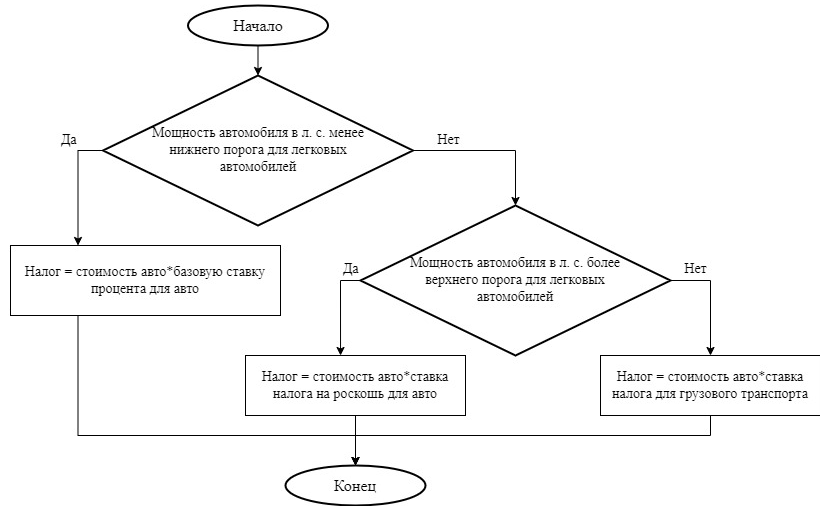 Начало
Мощность автомобиля в л. с. менее
нижнего порога для легковых
автомобилей
Да
Нет
Налог = стоимость авто*базовую ставку
процента для авто
Мощность автомобиля в л. с. более
верхнего порога для легковых
автомобилей
Да
Нет
Налог = стоимость авто*ставка
налога на роскошь для авто
Налог = стоимость авто*ставка
налога для грузового транспорта
Конец